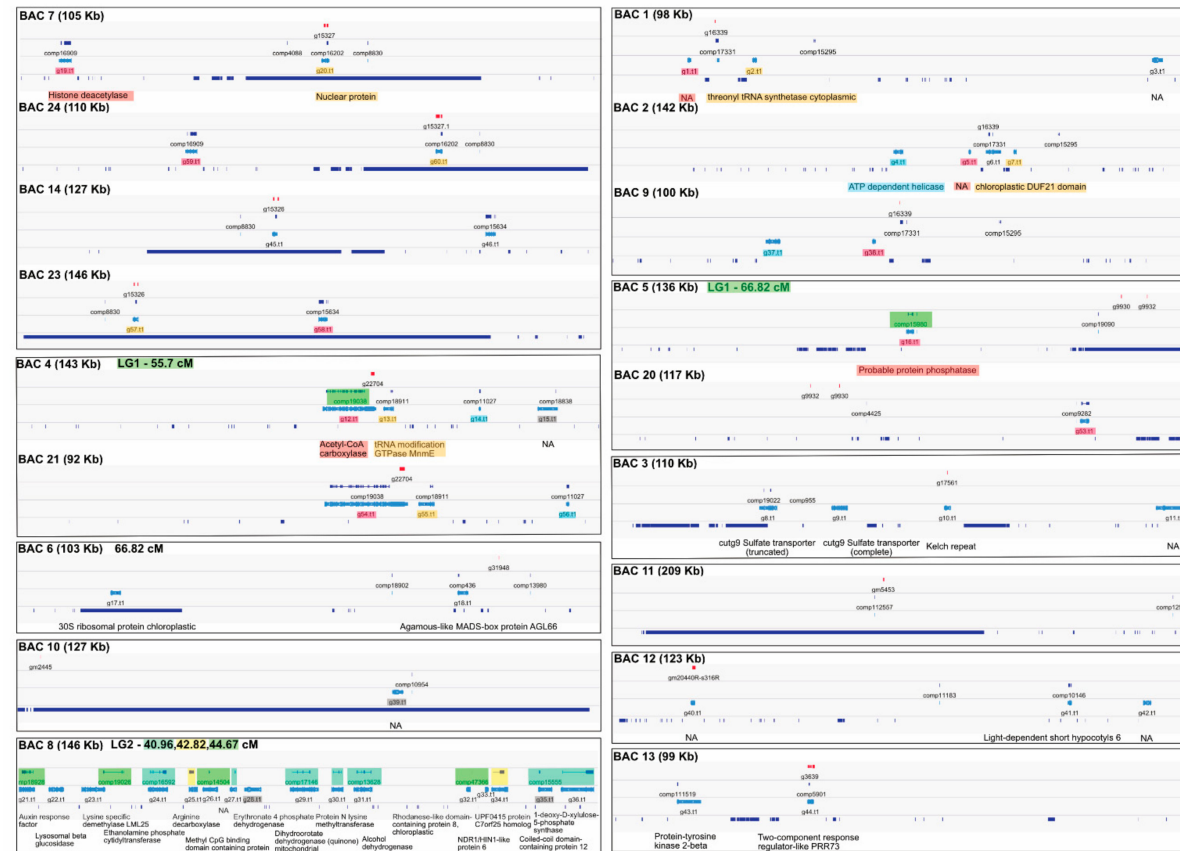 BAC 7 (105 Kb)
g15327
comp16909 comp4088 comp16202 comp8830
g19.t1 g20.t1
Histone deacetylase Nuclear protein
BAC 24 (110 Kb)
g15327.1
comp16909 comp16202 comp8830
g59.t1 g60.t1
BAC 14 (127 Kb)
g15326
comp8830 comp15634
g45.t1 g46.t1
BAC 23 (146 Kb)
g15326
comp8830 comp15634
g57.t1 g58.t1
BAC 4 (143 Kb) LG1 - 55.7 cM
g22704
comp19038 comp18911 comp11027 comp18838
g12.t1 g13.t1 g14.t1 g15.t1
Acetyl-CoA carboxylase
tRNA modification GTPase MnmE
NA
BAC 21 (92 Kb)
g22704
comp19038 comp18911 comp11027
g54.t1 g55.t1 g56.t1
BAC 6 (103 Kb) 66.82 cM
g31948
comp18902 comp436 comp13980
g17.t1 g18.t1
30S ribosomal protein chloroplastic Agamous-like MADS-box protein AGL66
BAC 10 (127 Kb)
gm2445
comp10954
g39.t1
NA
BAC 8 (146 Kb) LG2 - 40.96,42.82,44.67 cM
comp19026 comp16592 comp14504 comp17146 comp13628 comp47366 comp15555
g21.t1 g22.t1 g23.t1 g24.t1 g25.t1 g26.t1 g27.t1 g28.t1 g29.t1 g30.t1 g31.t1 g32.t1 g33.t1 g34.t1 g35.t1 g36.t1
NA
Auxin response factor
Lysosomal beta glucosidase
Lysine specific demethylase LML25
Ethanolamine phosphate cytidyltransferase
Arginine decarboxylase
Methyl CpG binding domain containing protein
Erythronate 4 phosphate dehydrogenase
Dihydroorotate dehydrogenase (quinone) mitochondrial
Protein N lysine methyltransferase
Alcohol dehydrogenase
Rhodanese-like domain-containing protein 8, chloroplastic
NDR1/HIN1-like protein 6
UPF0415 protein C7orf25 homolog
1-deoxy-D-xylulose-5-phosphate synthase
Coiled-coil domain-containing protein 12
BAC 1 (98 Kb)
g16339
comp17331 comp15295
g1.t1 g2.t1 g3.t1
NA threonyl tRNA synthetase cytoplasmic NA
BAC 2 (142 Kb)
g16339
comp17331 comp15295
g4.t1 g5.t1 g6.t1 g7.t1
ATP dependent helicase NA chloroplastic DUF21 domain
BAC 9 (100 Kb)
g16339
comp17331 comp15295
g37.t1 g38.t1
BAC 5 (136 Kb) LG1 - 66.82 cM
g9930 g9932
comp19090
g16.t1
Probable protein phosphatase
BAC 20 (117 Kb)
g9932 g9930
comp4425 comp9282
g53.t1
BAC 3 (110 Kb)
g17561
comp19022 comp955
g8.t1 g9.t1 g10.t1 g11.t
cutg9 Sulfate transporter (truncated)
cutg9 Sulfate transporter (complete)
Kelch repeat
NA
BAC 11 (209 Kb)
gm5453
comp112557
BAC 12 (123 Kb)
gm20440R-s316R
comp11183 comp10146
g40.t1 g41.t1 g42.t1
NA Light-dependent short hypocotyls 6 NA
BAC 13 (99 Kb)
g3639
comp111519 comp5901
g43.t1 g44.t1
Protein-tyrosine kinase 2-beta
Two-component response regulator-like PRR73